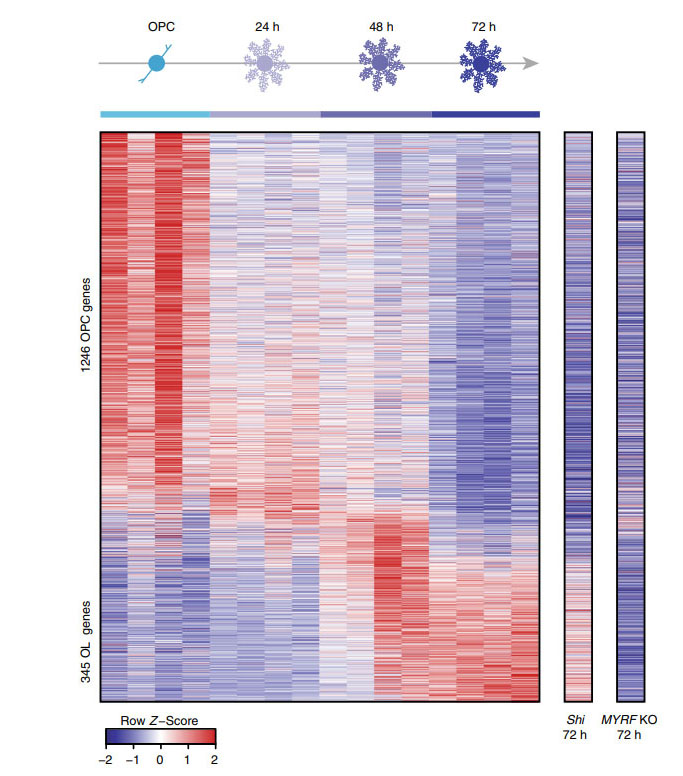 OPC 24 h 48 h 72 h
1246 OPC genes
345 OL genes
Shi MYRF KO
72 h 72 h
Row Z−Score
−2 −1 0 1 2